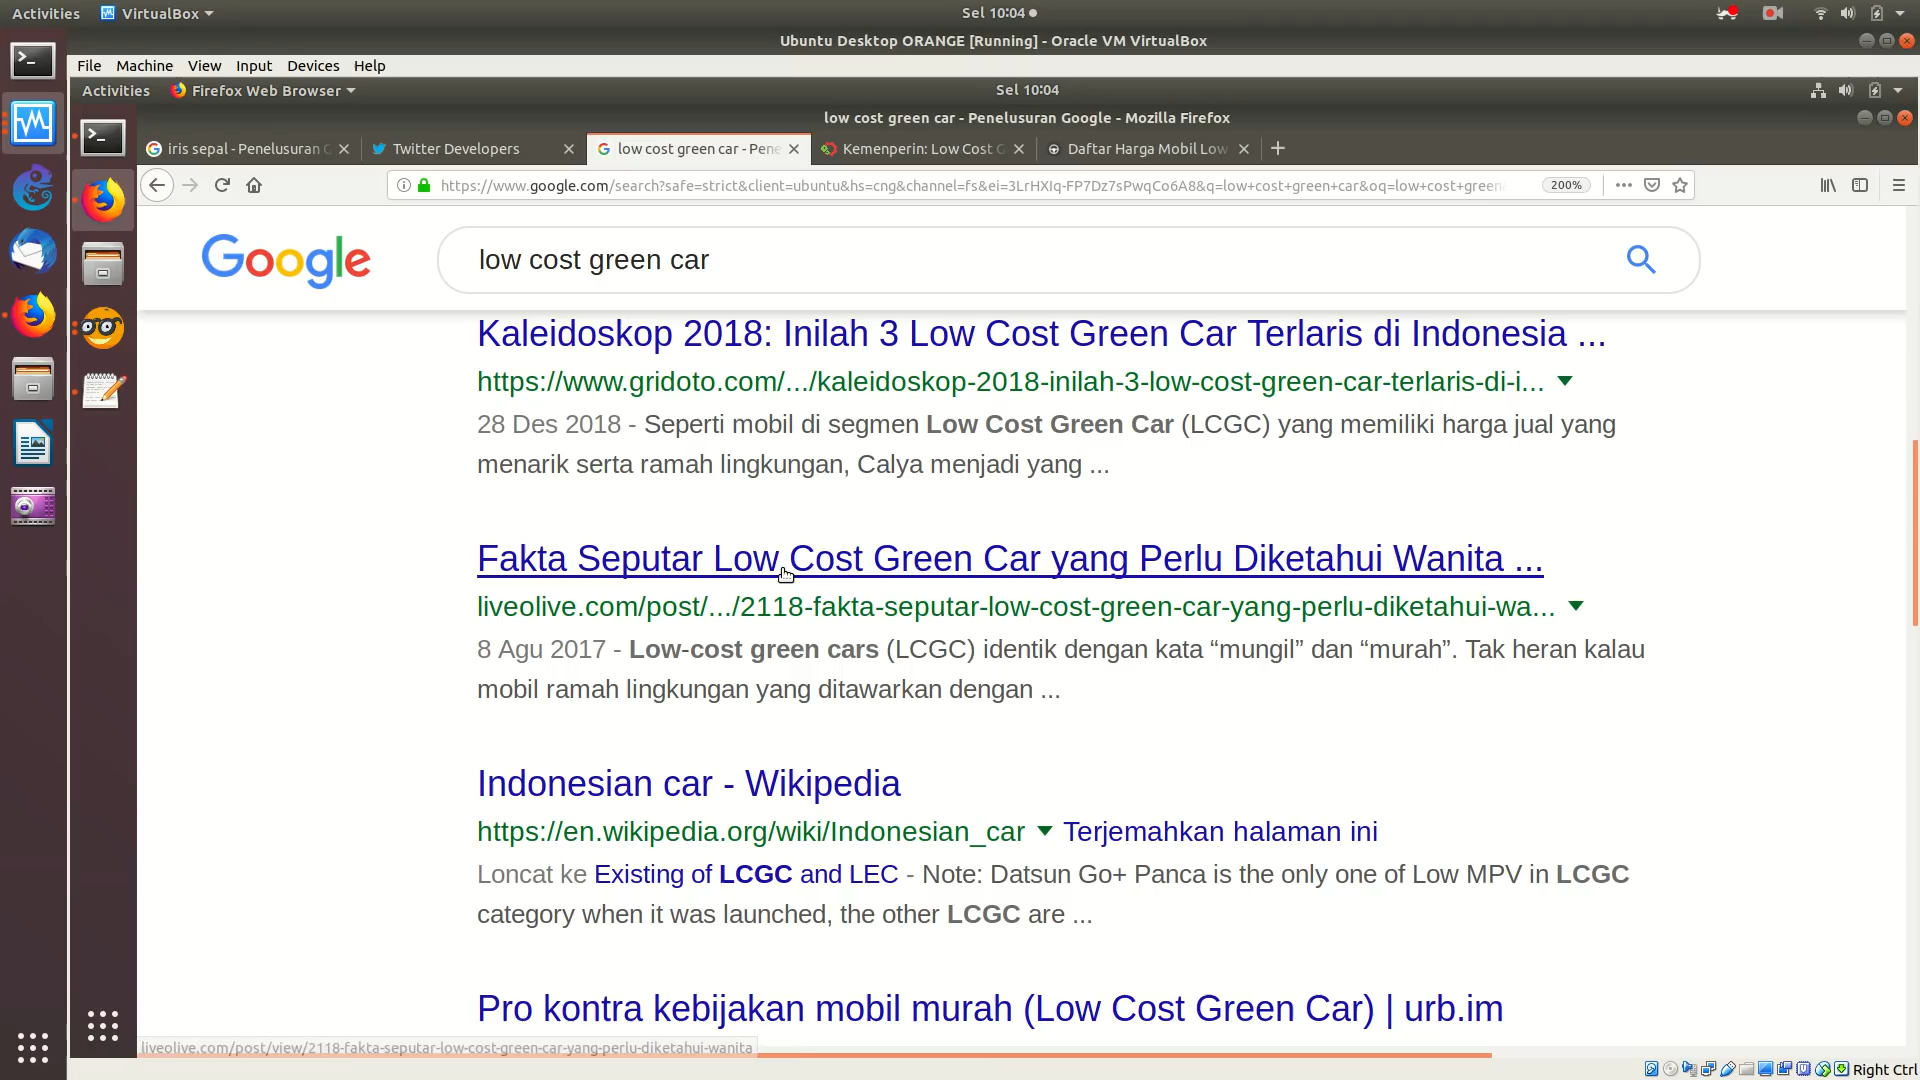 Activities VirtualBox Sel 10:04
Ubuntu Desktop ORANGE [Running] - Oracle VM VirtualBox
File Machine View Input Devices Help
Activities Firefox Web Browser Sel 10:04
low cost green car - Penelusuran Google - Mozilla Firefox
iris sepal - Penelusuran Twitter Developers low cost green car - Pene Kemenperin: Low Cost Daftar Harga Mobil Low
https://www.google.com/search?safe=strict&client=ubuntu&hs=cng&channel=fs&ei=3LrHXIq-FP7Dz7sPwqCo6A8&q=low+cost+green+car&oq=low+cost+green 200%
Google low cost green car
Kaleidoskop 2018: Inilah 3 Low Cost Green Car Terlaris di Indonesia ...
https://www.gridoto.com/.../kaleidoskop-2018-inilah-3-low-cost-green-car-terlaris-di-i...
28 Des 2018 - Seperti mobil di segmen Low Cost Green Car (LCGC) yang memiliki harga jual yang
menarik serta ramah lingkungan, Calya menjadi yang ...
Fakta Seputar Low Cost Green Car yang Perlu Diketahui Wanita ...
liveolive.com/post/.../2118-fakta-seputar-low-cost-green-car-yang-perlu-diketahui-wa...
8 Agu 2017 - Low-cost green cars (LCGC) identik dengan kata “mungil” dan “murah”. Tak heran kalau
mobil ramah lingkungan yang ditawarkan dengan ...
Indonesian car - Wikipedia
https://en.wikipedia.org/wiki/Indonesian_car Terjemahkan halaman ini
Loncat ke Existing of LCGC and LEC - Note: Datsun Go+ Panca is the only one of Low MPV in LCGC
category when it was launched, the other LCGC are ...
Pro kontra kebijakan mobil murah (Low Cost Green Car) | urb.im
liveolive.com/post/view/2118-fakta-seputar-low-cost-green-car-yang-perlu-diketahui-wanita
Right Ctrl